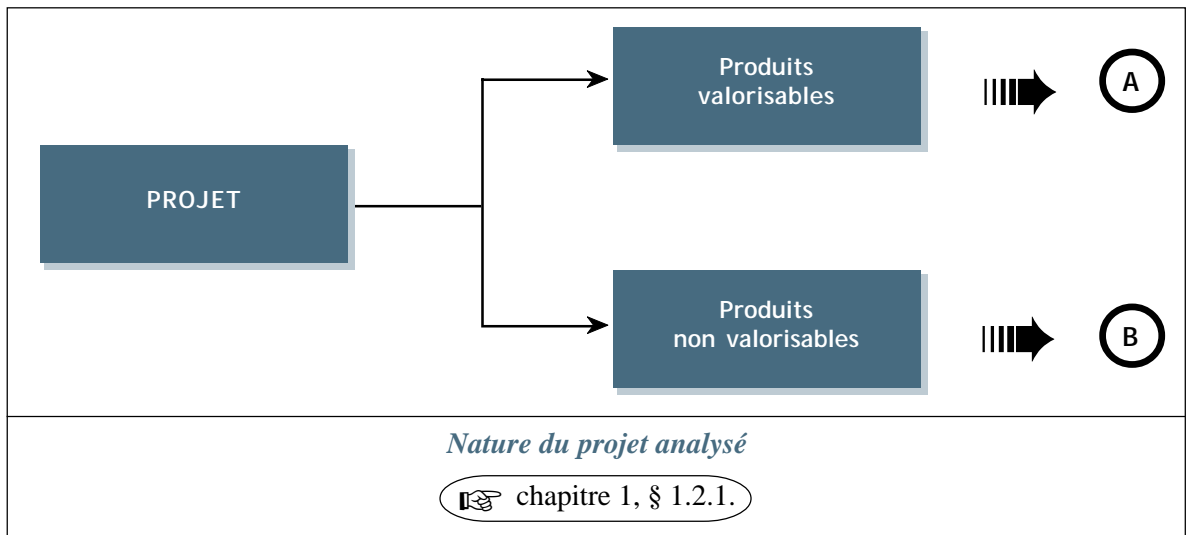 PROJET
Produits
valorisables
A
Produits
non valorisables
B
Nature du projet analysé
☞ chapitre 1, § 1.2.1.